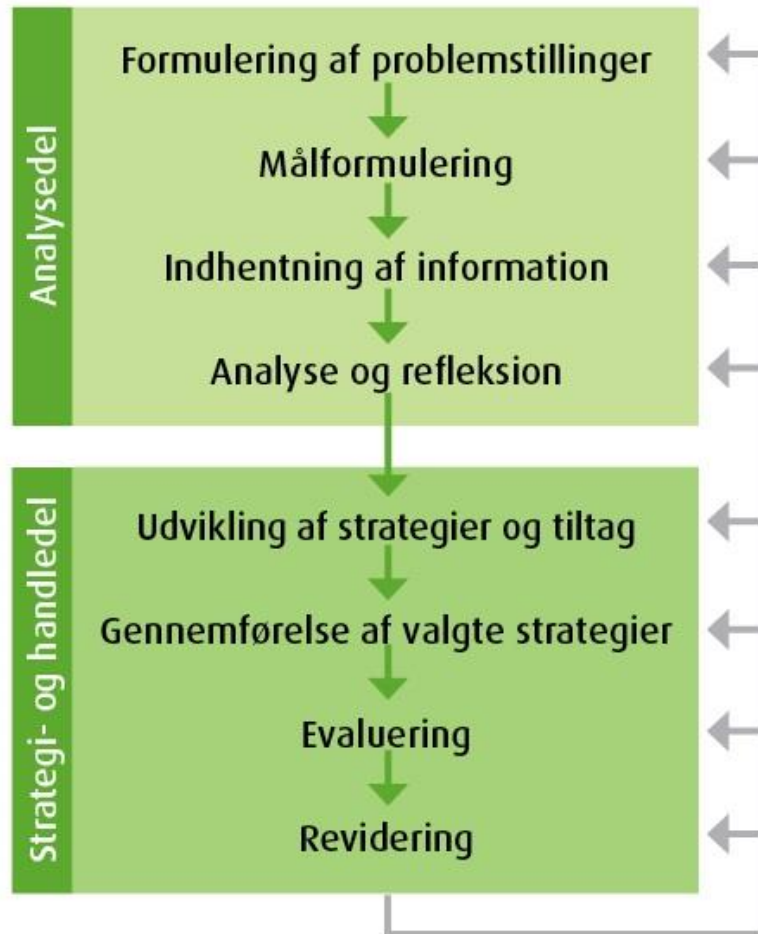 Analysedel
Formulering af problemstillinger
Målformulering
Indhentning af information
Analyse og refleksion
Strategi- og handledel
Udvikling af strategier og tiltag
Gennemførelse af valgte strategier
Evaluering
Revidering